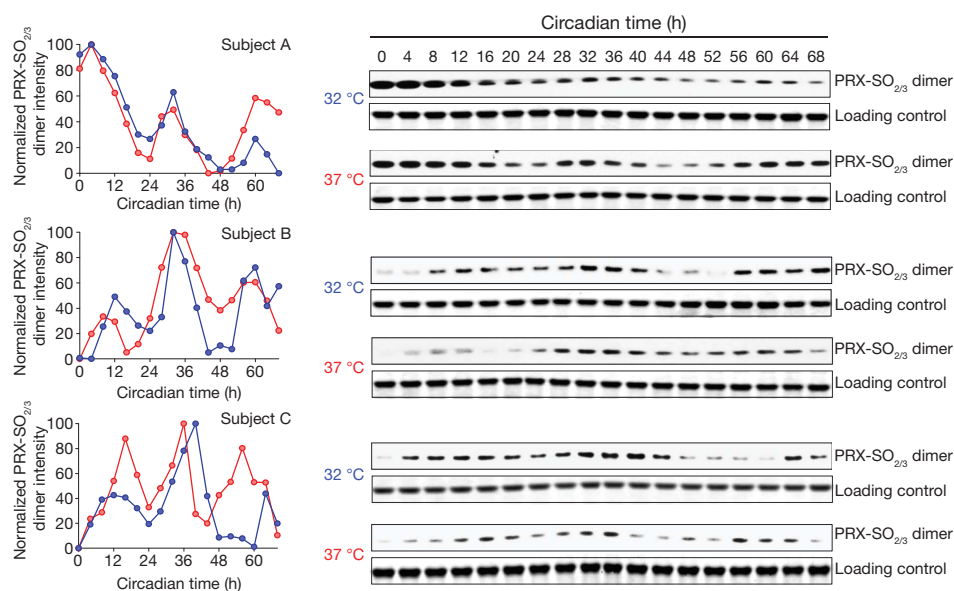 Normalized PRX-SO2/3
dimer intensity
Subject A
100
80
60
40
20
0
0 12 24 36 48 60
Circadian time (h)
Normalized PRX-SO2/3
dimer intensity
Subject B
100
80
60
40
20
0
0 12 24 36 48 60
Circadian time (h)
Normalized PRX-SO2/3
dimer intensity
Subject C
100
80
60
40
20
0
0 12 24 36 48 60
Circadian time (h)
Circadian time (h)
0 4 8 12 16 20 24 28 32 36 40 44 48 52 56 60 64 68
32 °C
PRX-SO2/3 dimer
Loading control
37 °C
PRX-SO2/3 dimer
Loading control
32 °C
PRX-SO2/3 dimer
Loading control
37 °C
PRX-SO2/3 dimer
Loading control
32 °C
PRX-SO2/3 dimer
Loading control
37 °C
PRX-SO2/3 dimer
Loading control